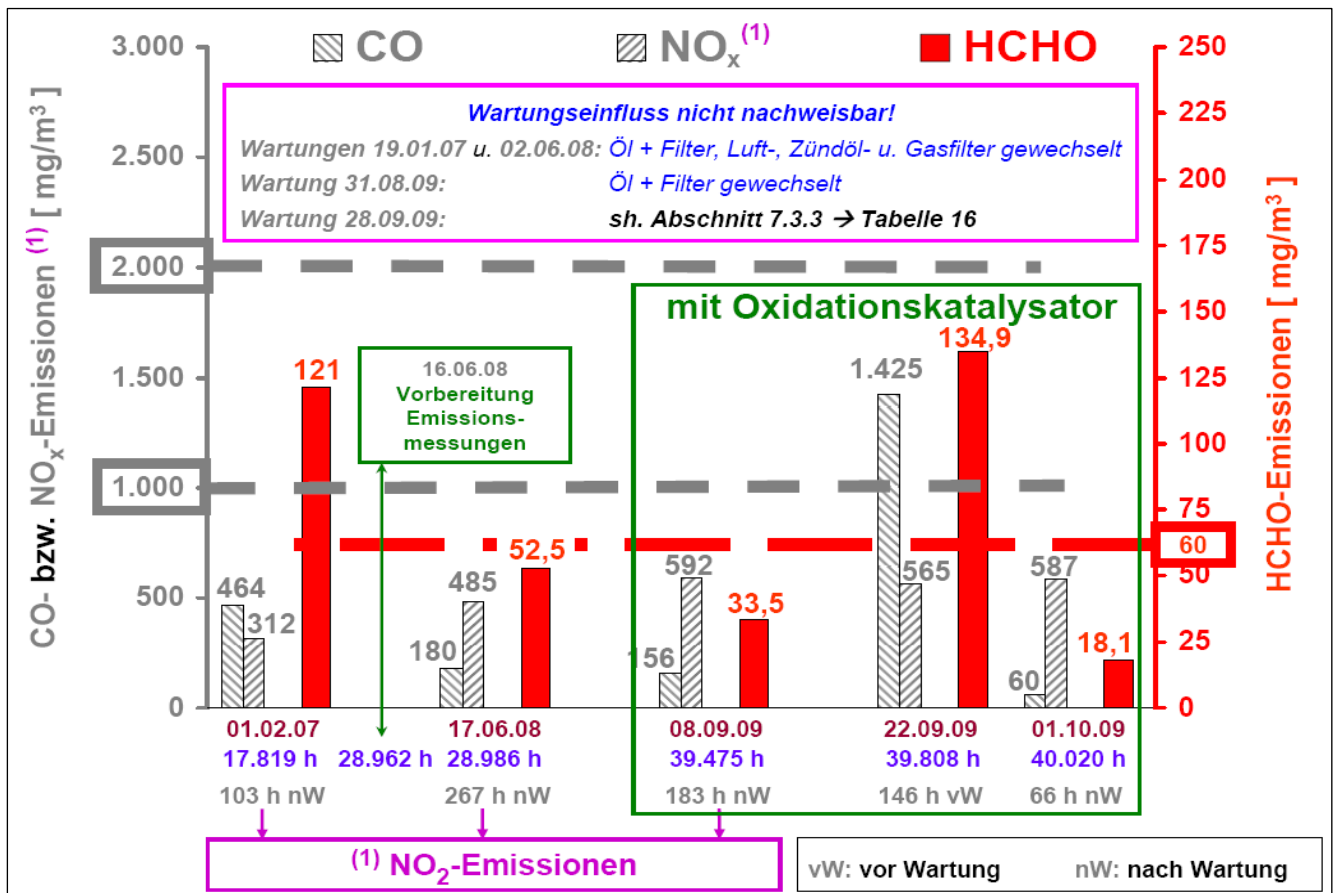 CO NOx(1) HCHO
Wartungseinfluss nicht nachweisbar!
Wartungen 19.01.07 u. 02.06.08: Öl + Filter, Luft-, Zündöl- u. Gasfilter gewechselt
Wartung 31.08.09: Öl + Filter gewechselt
Wartung 28.09.09: sh. Abschnitt 7.3.3 → Tabelle 16
CO- bzw. NOx-Emissionen (1) [ mg/m³ ]
3.000
2.500
2.000
1.500
1.000
500
0
mit Oxidationskatalysator
16.06.08
Vorbereitung
Emissions-
messungen
464 312 121
180 485 52,5
156 592 33,5
1.425 565 134,9
60 587 18,1
250
225
200
175
150
125
100
75
60
50
25
0
HCHO-Emissionen [ mg/m³ ]
01.02.07 17.06.08 08.09.09 22.09.09 01.10.09
17.819 h 28.962 h 28.986 h 39.475 h 39.808 h 40.020 h
103 h nW 267 h nW 183 h nW 146 h vW 66 h nW
(1) NO2-Emissionen
vW: vor Wartung nW: nach Wartung